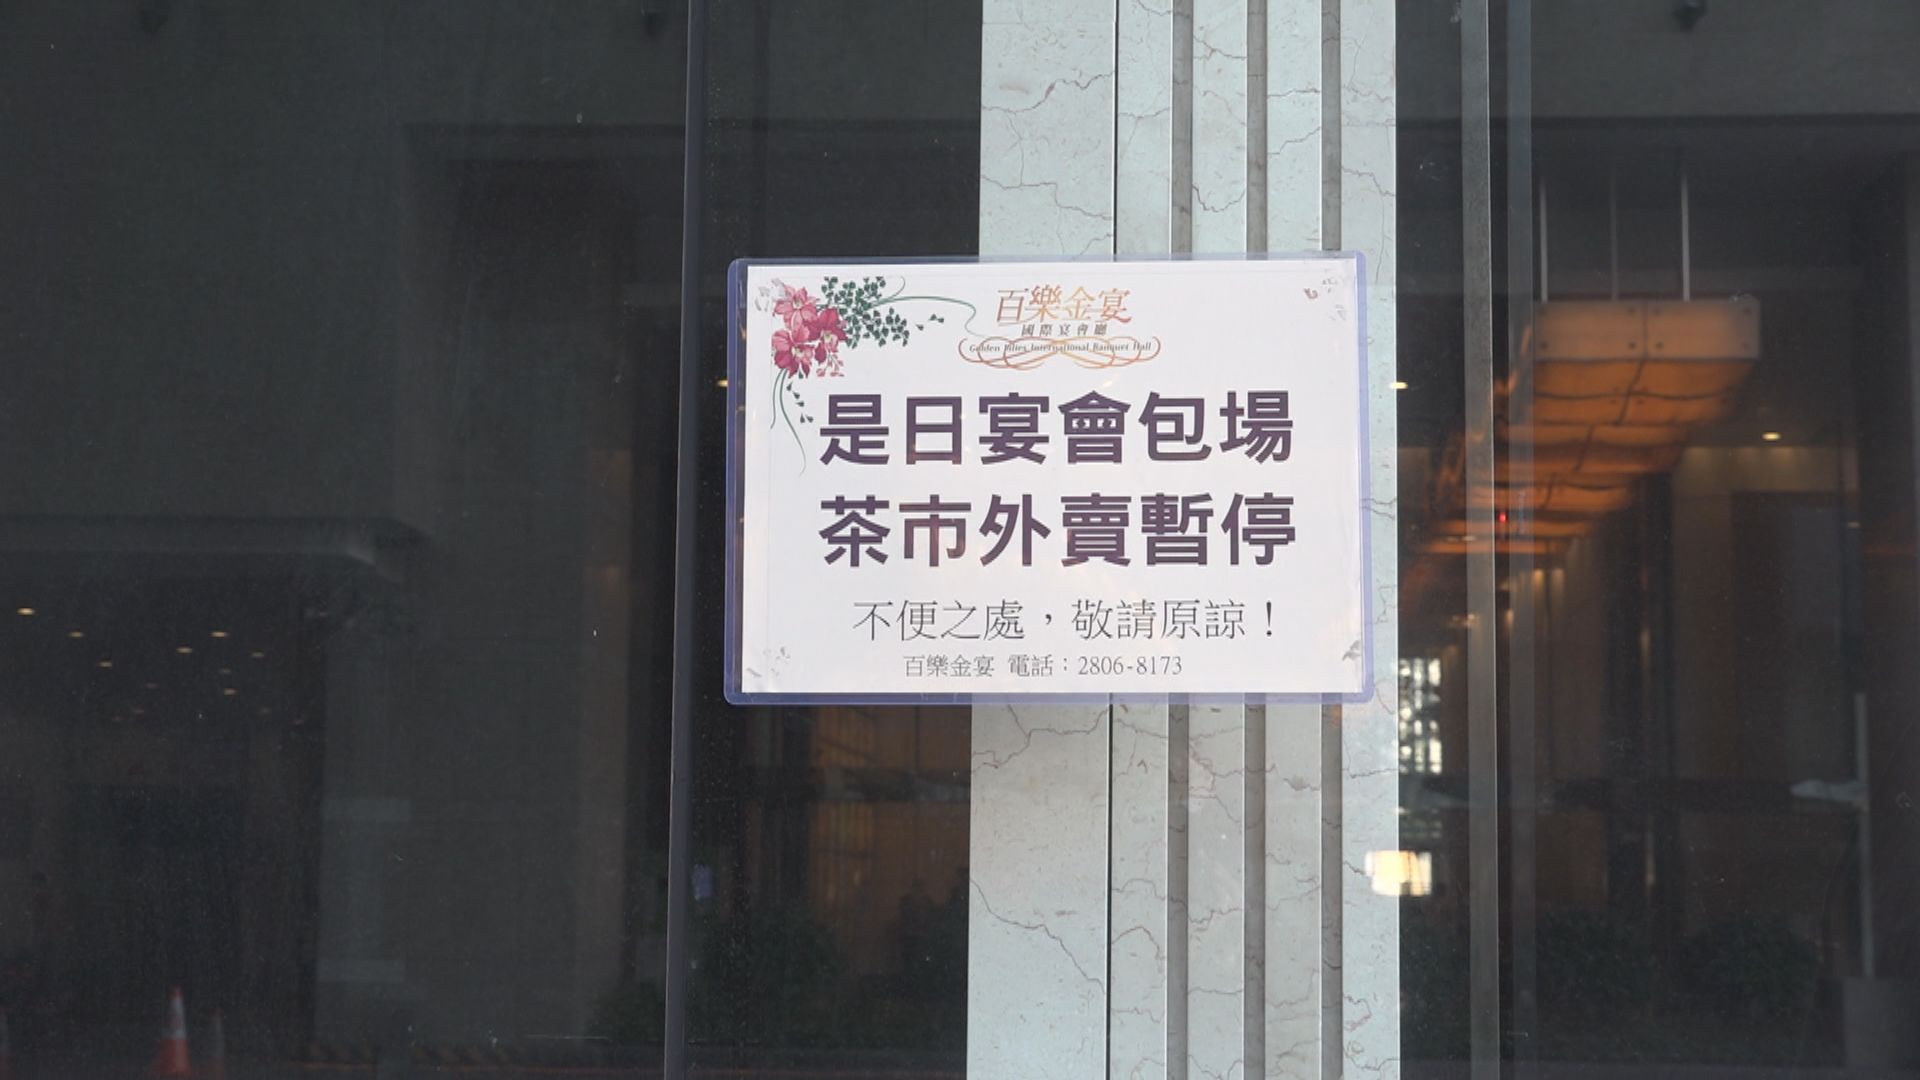 百樂金宴
國際宴會廳
Golden Lilies International Banquet Hall
是日宴會包場
茶市外賣暫停
不便之處，敬請原諒！
百樂金宴 電話：2806-8173